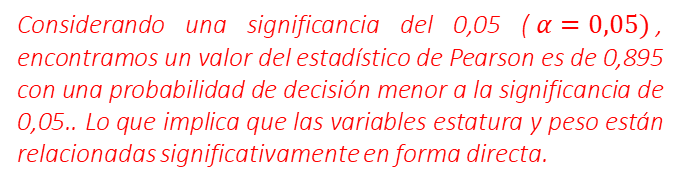 Considerando una significancia del 0,05 ( α = 0,05) ,
encontramos un valor del estadístico de Pearson es de 0,895
con una probabilidad de decisión menor a la significancia de
0,05.. Lo que implica que las variables estatura y peso están
relacionadas significativamente en forma directa.